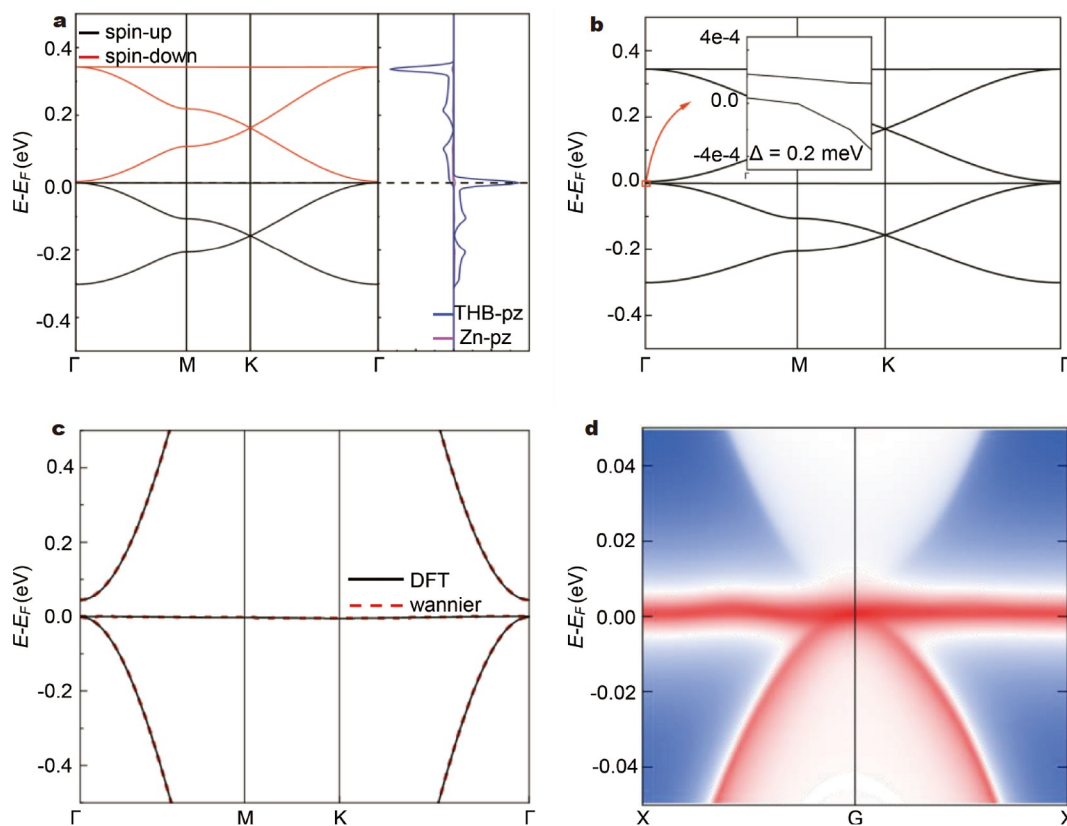 a
spin-up
spin-down
0.4
0.2
0.0
-0.2
-0.4
E-E_F (eV)
THB-pz
Zn-pz
Γ M K Γ
b
0.4
0.2
0.0
-0.2
-0.4
E-E_F (eV)
4e-4
0.0
-4e-4
Δ = 0.2 meV
Γ
Γ M K Γ
c
0.4
0.2
0.0
-0.2
-0.4
E-E_F (eV)
DFT
wannier
Γ M K Γ
d
0.04
0.02
0.00
-0.02
-0.04
E-E_F (eV)
X G X